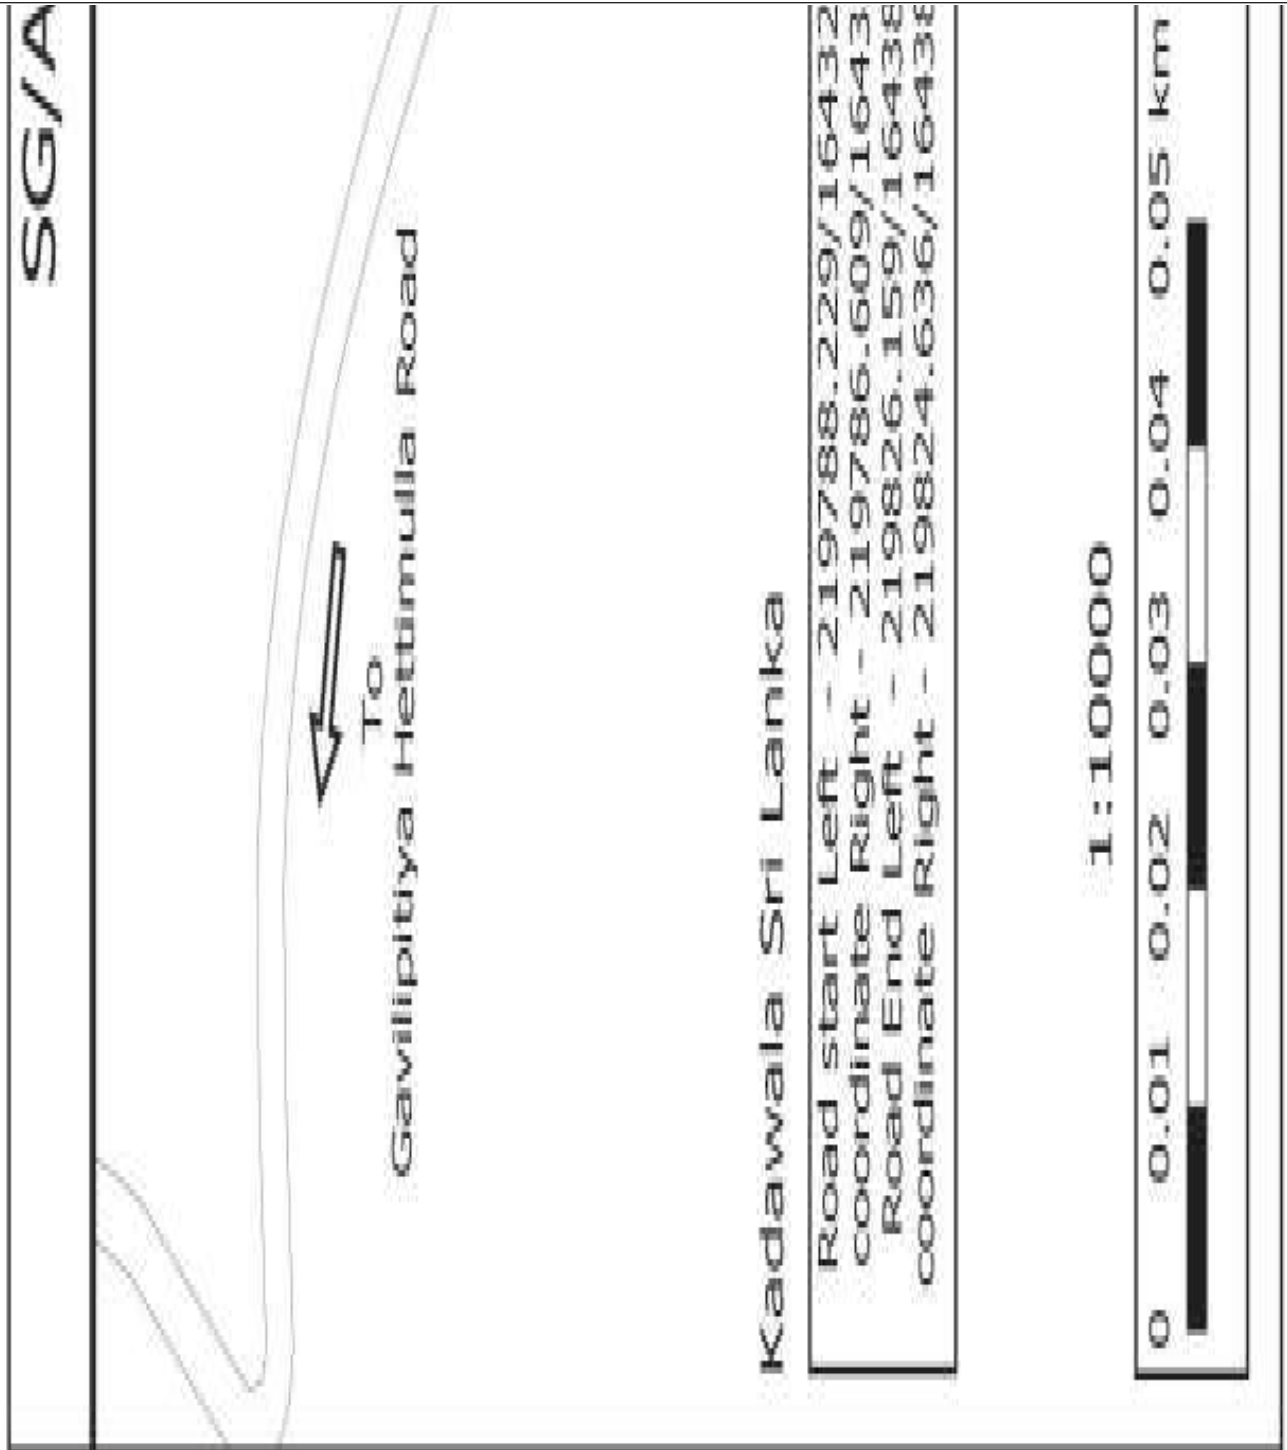 SG/A
To
Gavilipitiya Hettimulla Road
Kadawala Sri Lanka
Road start Left - 219788.229/16432
coordinate Right - 219786.609/1643
Road End Left - 219826.159/16438
coordinate Right - 219824.636/16438
1:10000
0 0.01 0.02 0.03 0.04 0.05 km